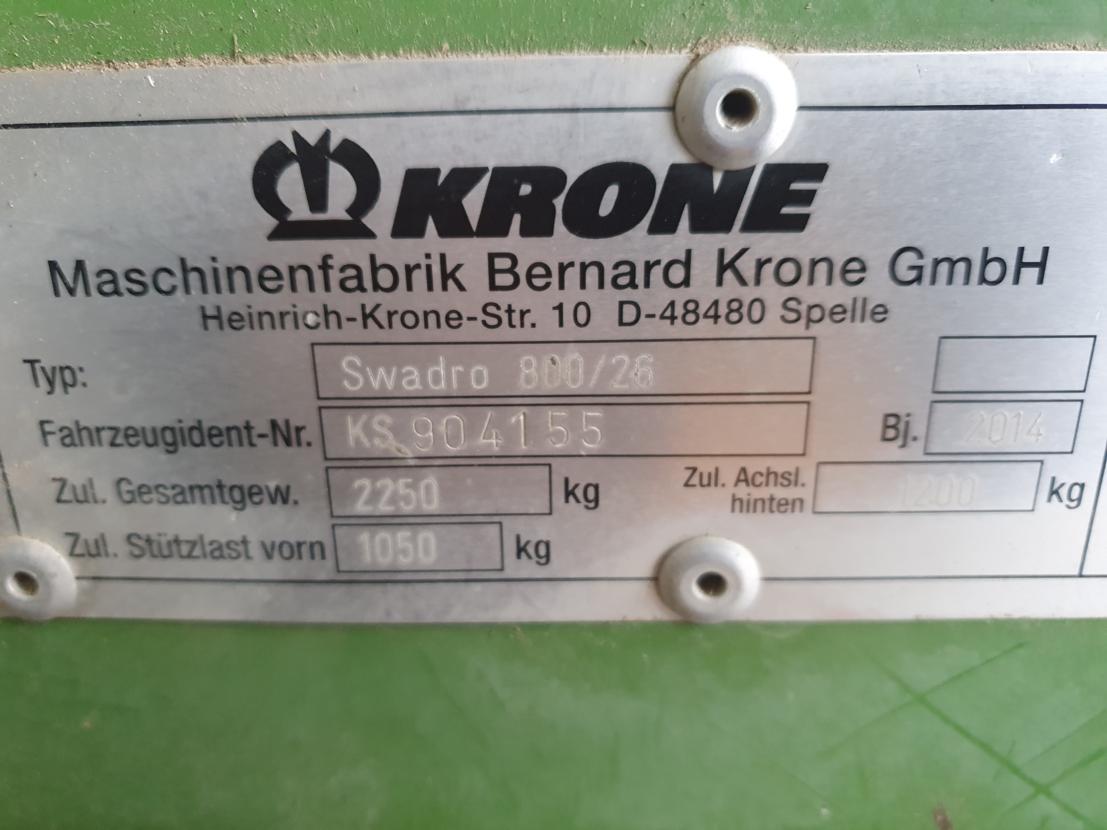 KRONE
Maschinenfabrik Bernard Krone GmbH
Heinrich-Krone-Str. 10 D-48480 Spelle
Typ: Swadro 800/26
Fahrzeugident-Nr. KS 904155 Bj. 2014
Zul. Gesamtgew. 2250 kg Zul. Achsl. hinten 1200 kg
Zul. Stützlast vorn 1050 kg